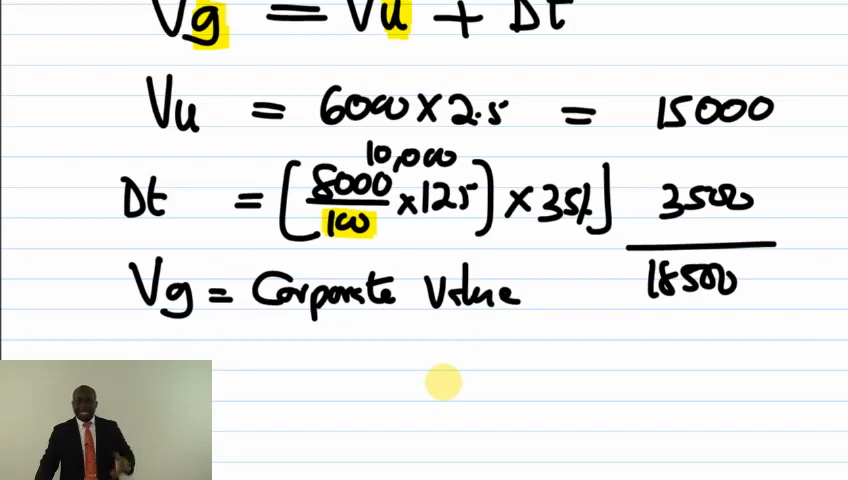 Vg = Vu + Dt
Vu = 6000 x 2.5 = 15000
10,000
Dt = [ 8000/100 x 125 ) x 35% ] 3500
Vg = Corporate Value 18500